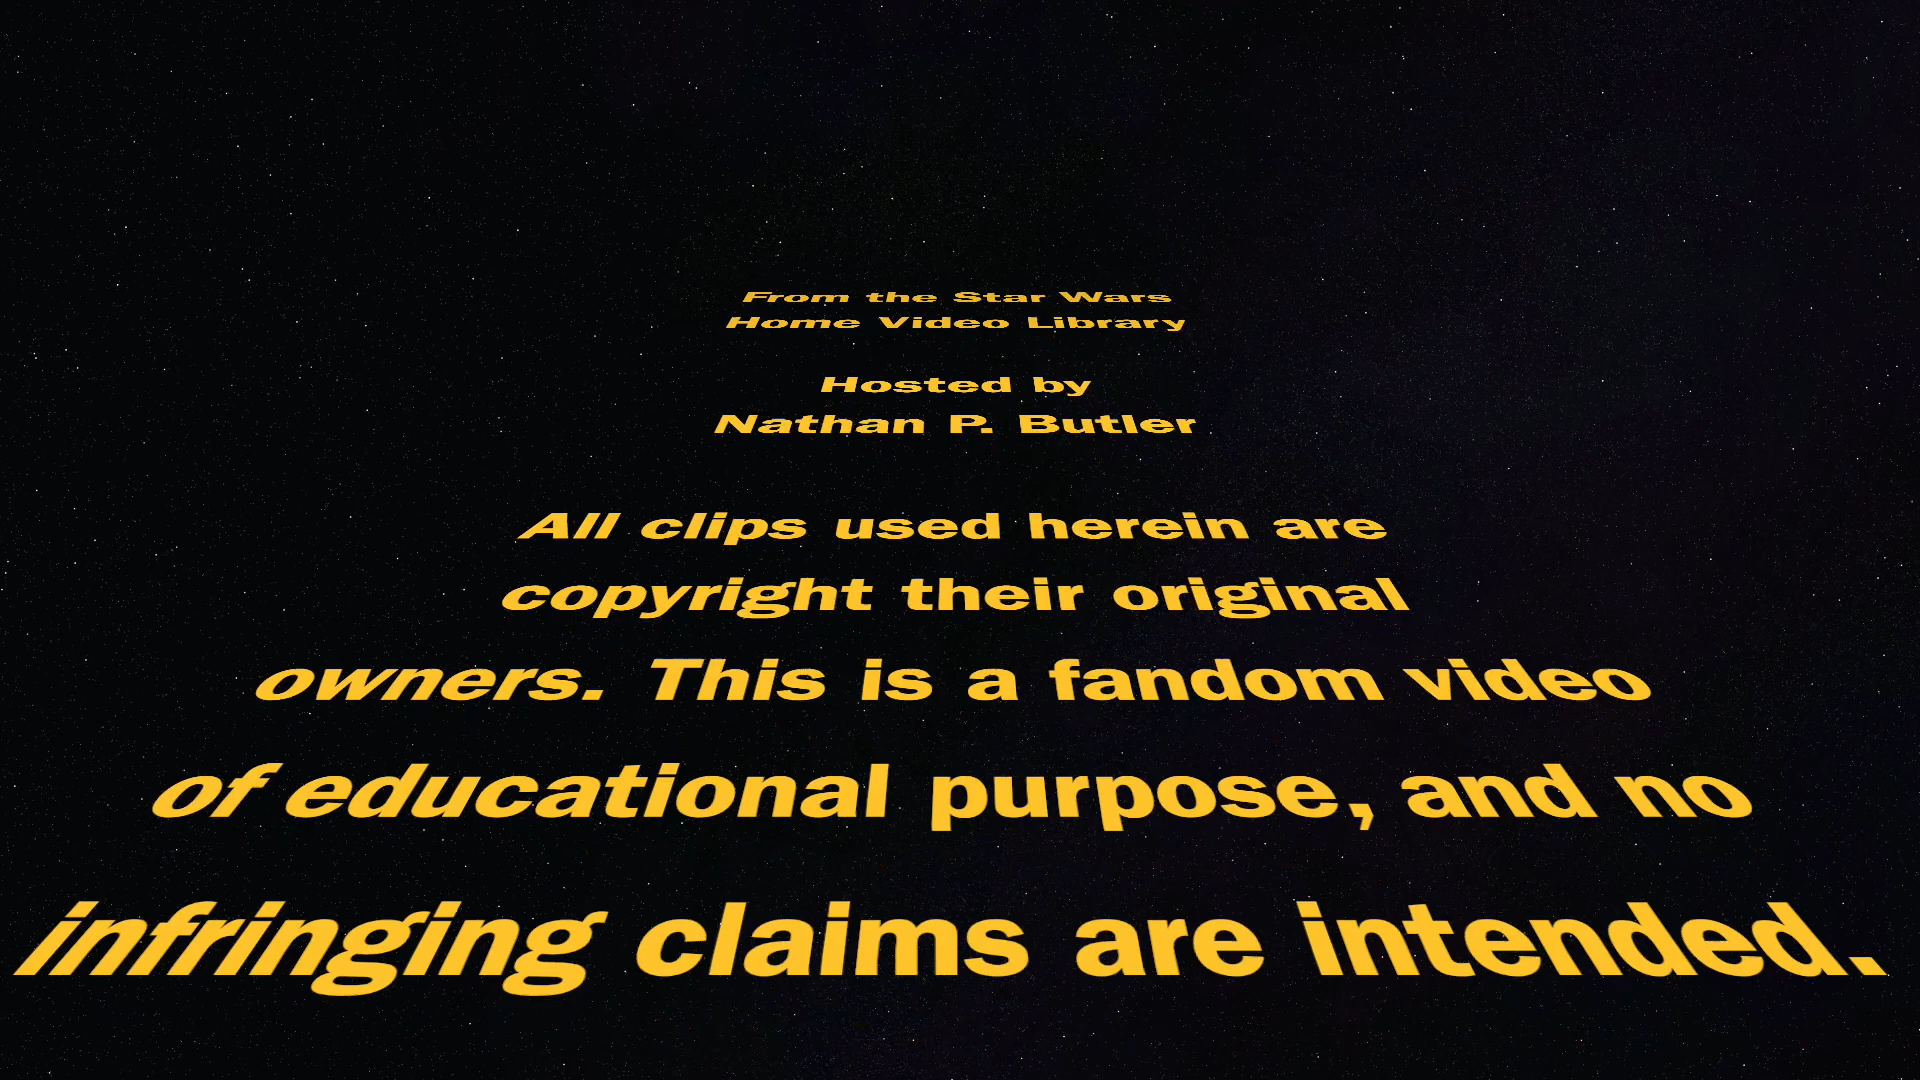 From the Star Wars
Home Video Library
Hosted by
Nathan P. Butler
All clips used herein are
copyright their original
owners. This is a fandom video
of educational purpose, and no
infringing claims are intended.